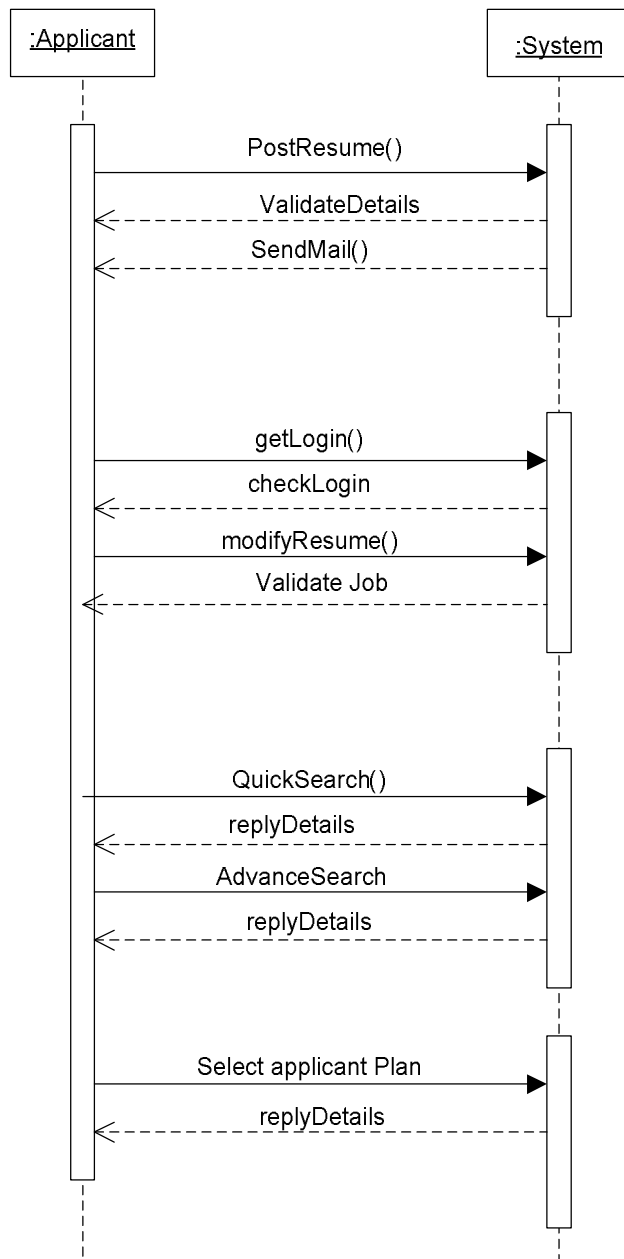 :Applicant
:System
PostResume()
ValidateDetails
SendMail()
getLogin()
checkLogin
modifyResume()
Validate Job
QuickSearch()
replyDetails
AdvanceSearch
replyDetails
Select applicant Plan
replyDetails